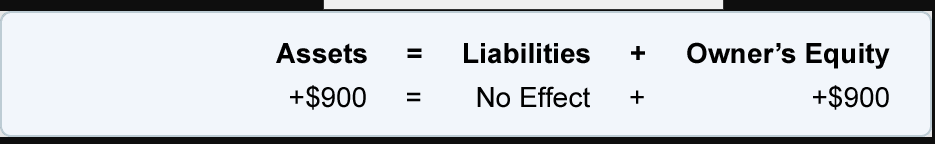 Assets = Liabilities + Owner’s Equity
+$900 = No Effect + +$900